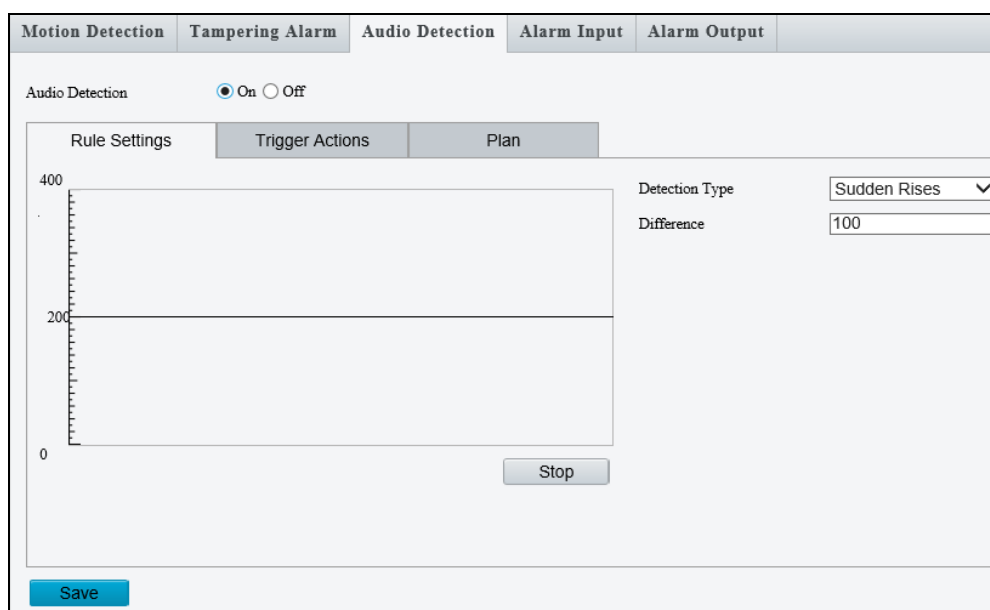 Motion Detection Tampering Alarm Audio Detection Alarm Input Alarm Output
Audio Detection On Off
Rule Settings Trigger Actions Plan
400
Detection Type Sudden Rises
Difference 100
200
0
Stop
Save